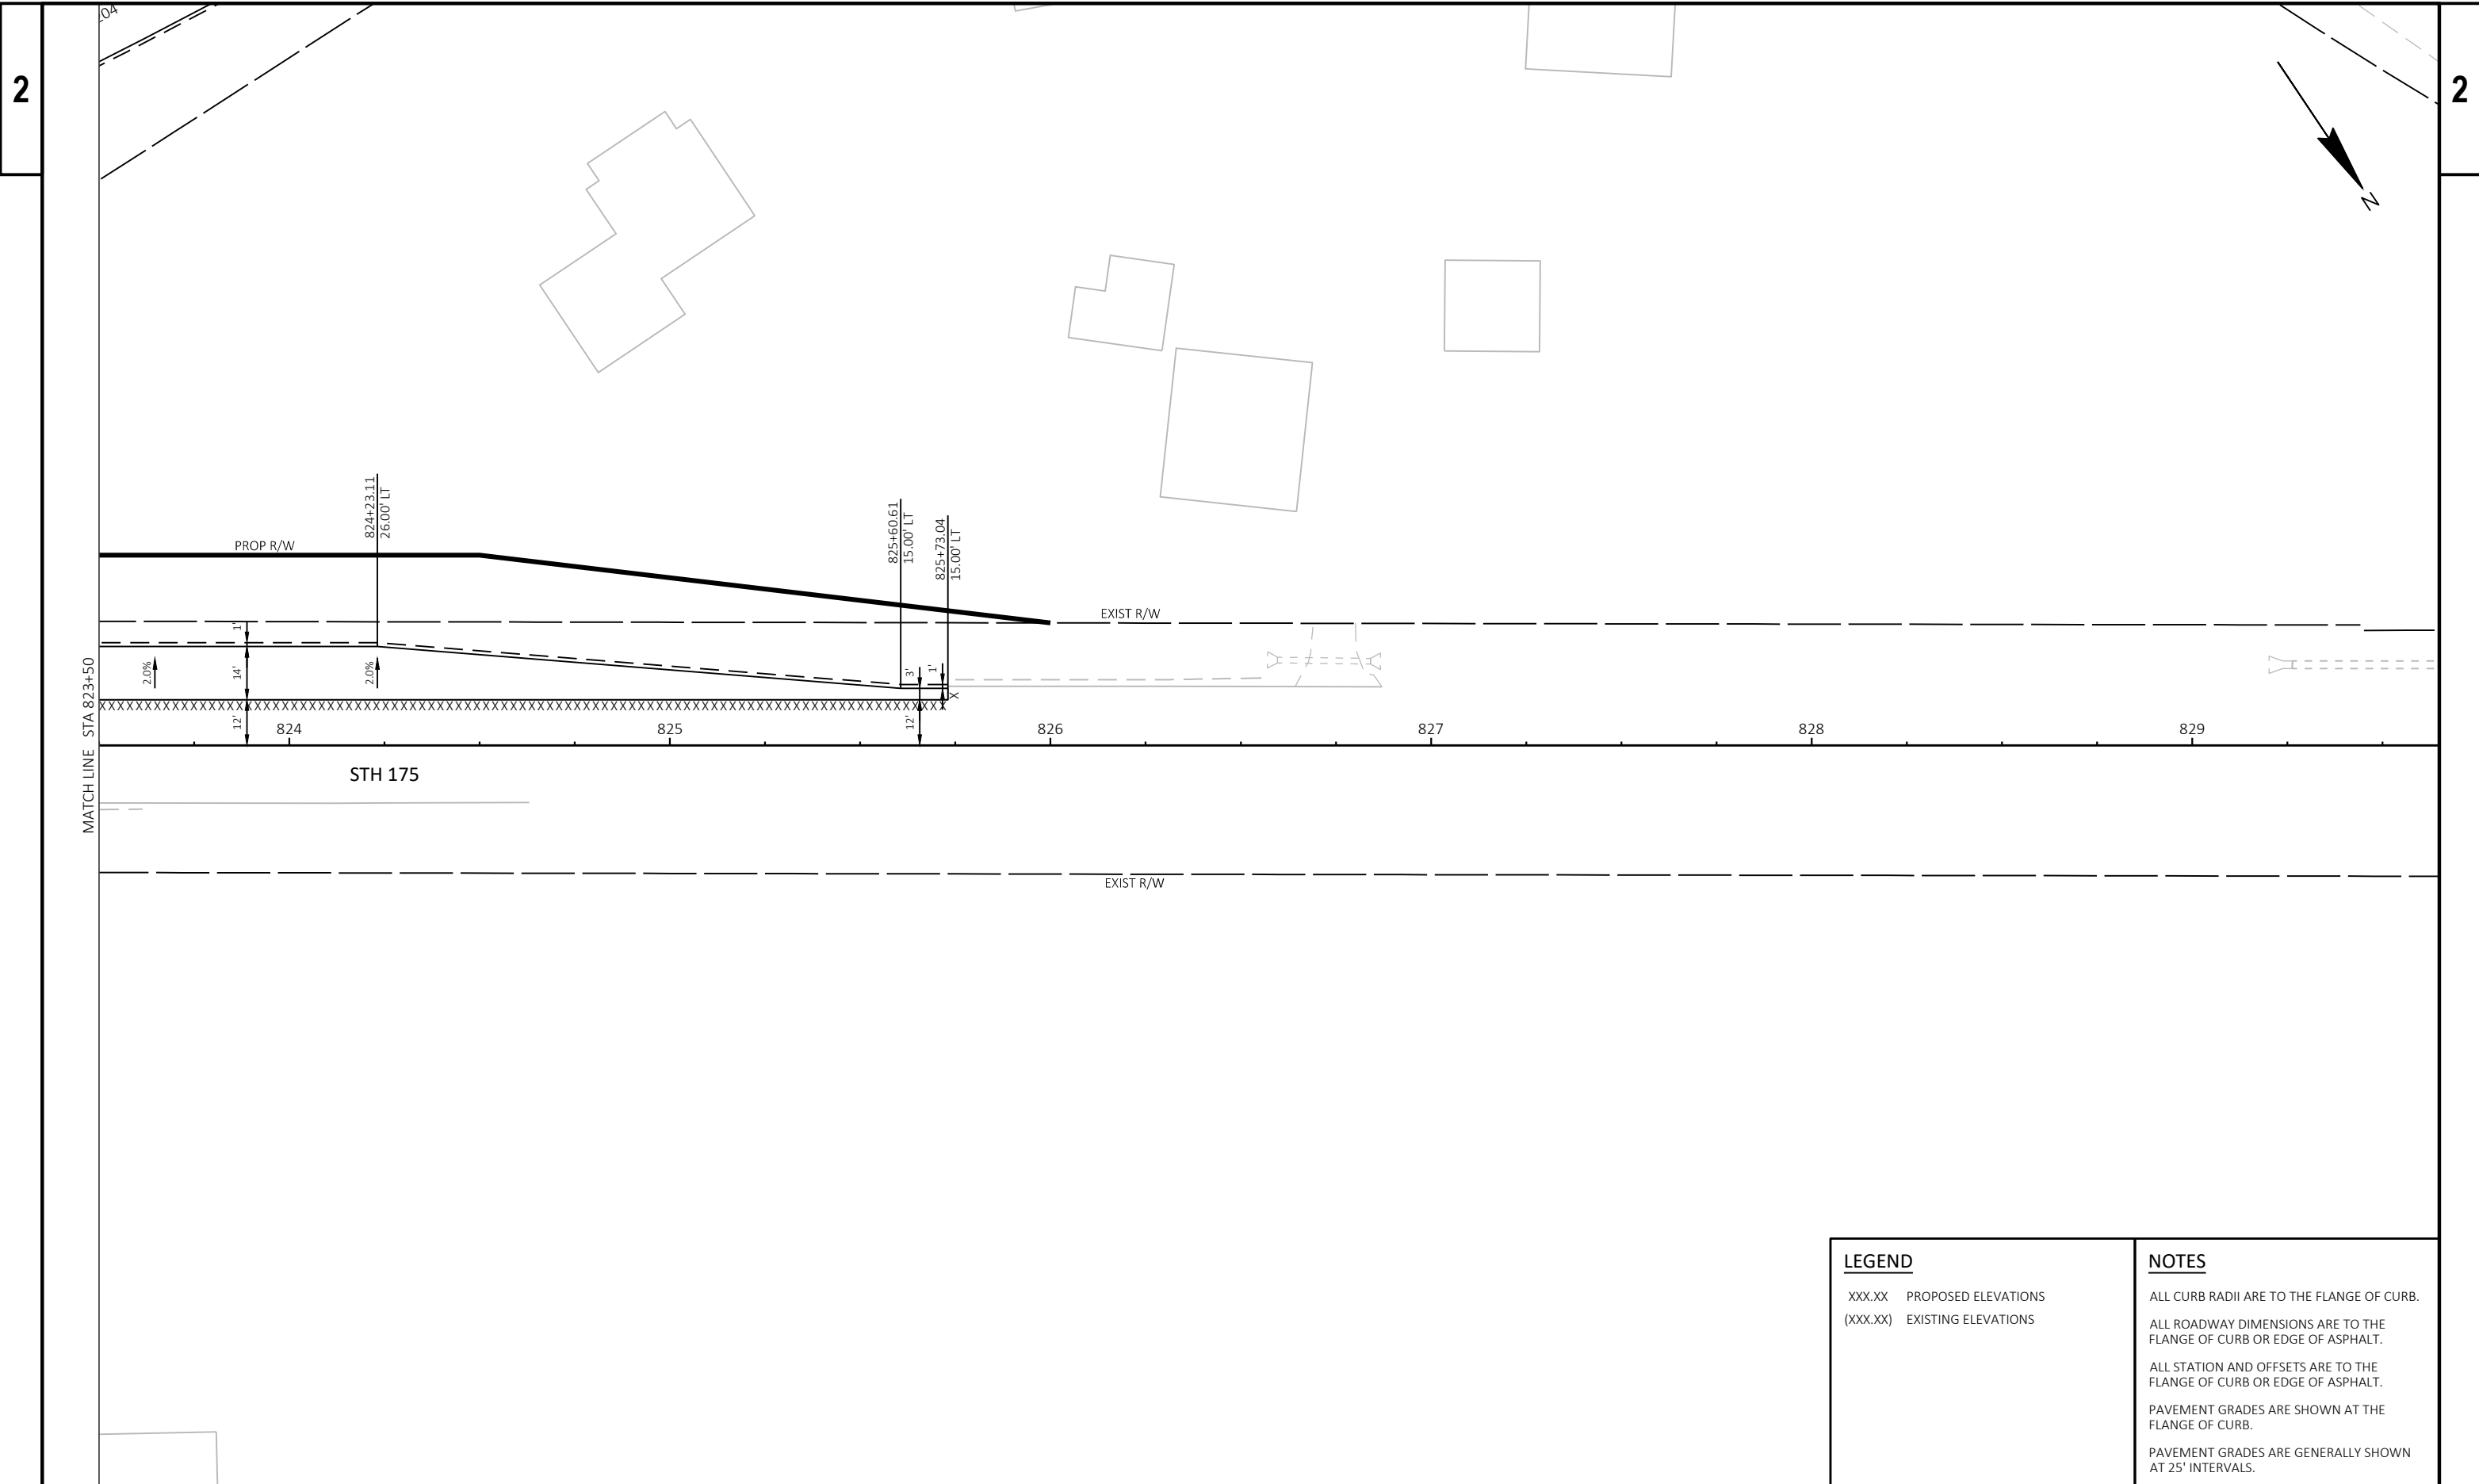 .04
2
2
N
824+23.11
26.00' LT
825+60.61
15.00' LT
825+73.04
15.00' LT
PROP R/W
EXIST R/W
1'
14'
12'
2.0%
2.0%
3'
1'
12'
X
XXXXXXXXXXXXXXXXXXXXXXXXXXXXXXXXXXXXXXXXXXXXXXXXXXXXXXXXXXXXXXXXXXXXXXXXXXXXXXXXXXXXXXXXXXX
MATCH LINE STA 823+50
824
825
826
827
828
829
STH 175
EXIST R/W
LEGEND
XXX.XX PROPOSED ELEVATIONS
(XXX.XX) EXISTING ELEVATIONS
NOTES
ALL CURB RADII ARE TO THE FLANGE OF CURB.
ALL ROADWAY DIMENSIONS ARE TO THE
FLANGE OF CURB OR EDGE OF ASPHALT.
ALL STATION AND OFFSETS ARE TO THE
FLANGE OF CURB OR EDGE OF ASPHALT.
PAVEMENT GRADES ARE SHOWN AT THE
FLANGE OF CURB.
PAVEMENT GRADES ARE GENERALLY SHOWN
AT 25' INTERVALS.